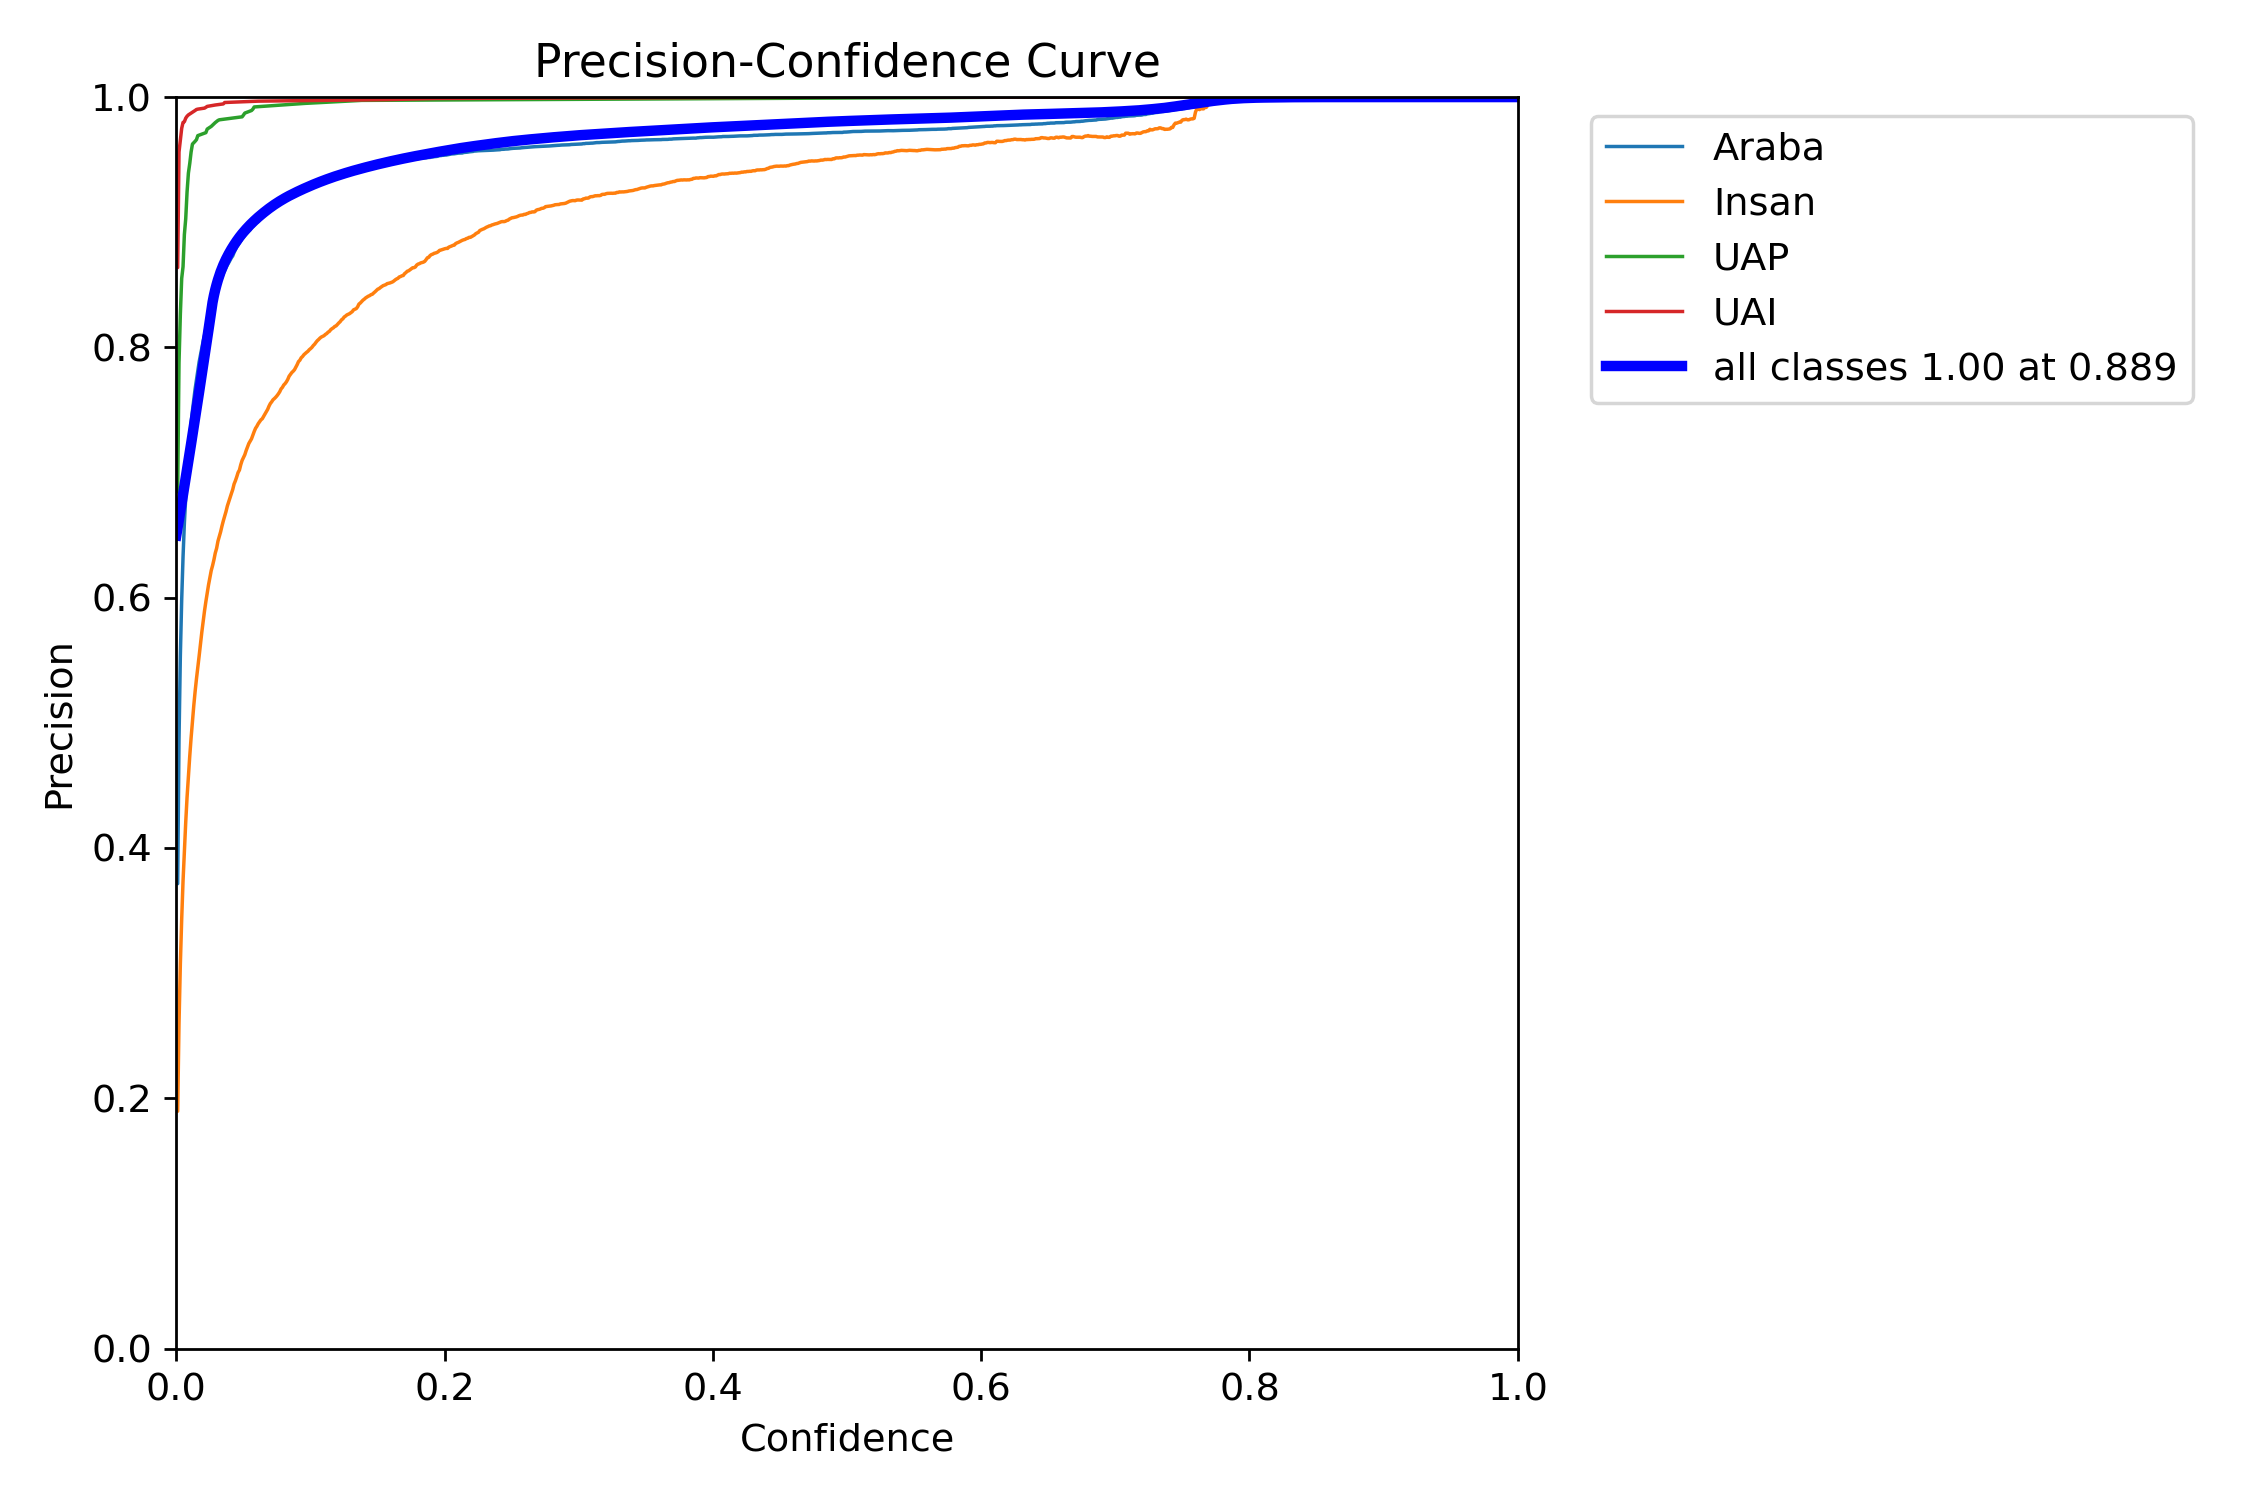 Precision-Confidence Curve
1.0
0.8
0.6
0.4
0.2
0.0
Precision
0.0 0.2 0.4 0.6 0.8 1.0
Confidence
Araba
Insan
UAP
UAI
all classes 1.00 at 0.889